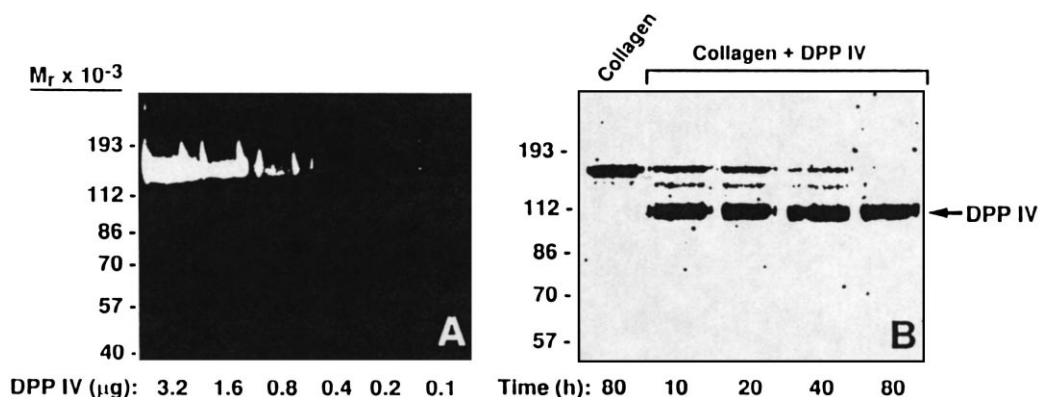 Mr x 10-3
193 -
112 -
86 -
70 -
57 -
40 -
A
DPP IV (μg): 3.2 1.6 0.8 0.4 0.2 0.1
Collagen
Collagen + DPP IV
193 -
112 -
86 -
70 -
57 -
DPP IV
B
Time (h): 80 10 20 40 80